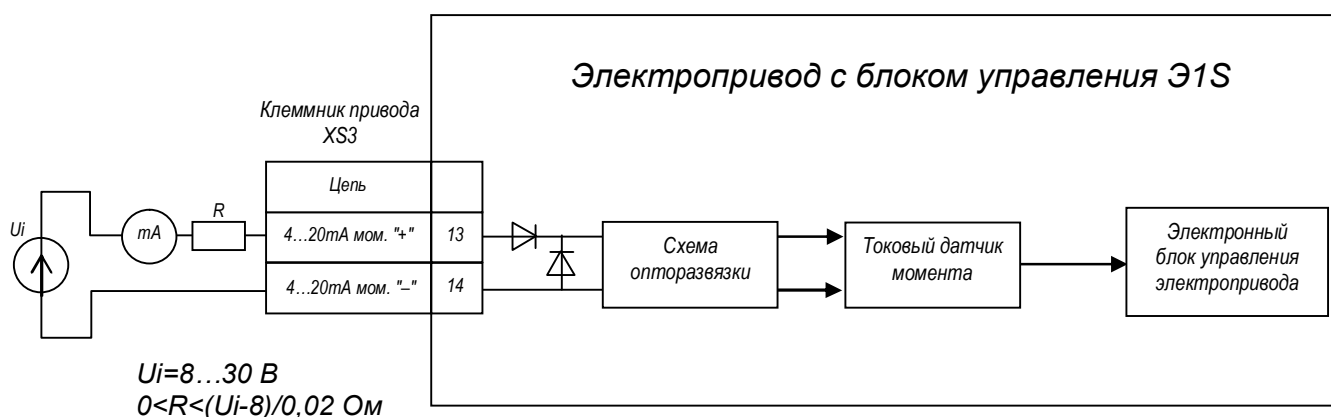 Электропривод с блоком управления Э1S
Клеммник привода
XS3
Цепь
Ui
mA
R
4...20mA мом. "+"
13
4...20mA мом. "–"
14
Схема
опторазвязки
Токовый датчик
момента
Электронный
блок управления
электропривода
Ui=8...30 В
0<R<(Ui-8)/0,02 Ом